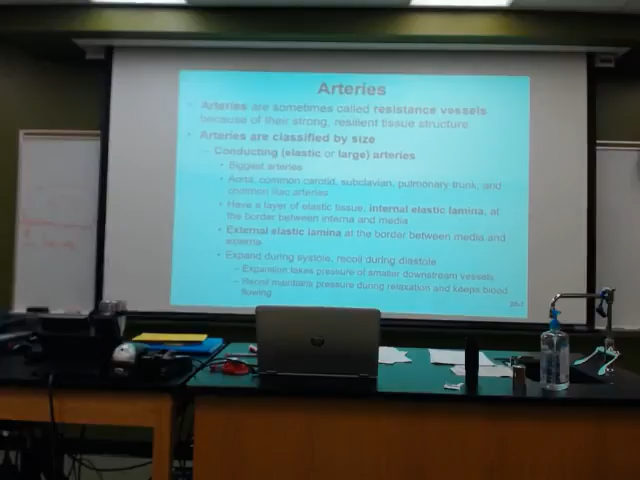 Arteries
Arteries are sometimes called resistance vessels
because of their strong, resilient tissue structure
Arteries are classified by size
– Conducting (elastic or large) arteries
• Biggest arteries
• Aorta, common carotid, subclavian, pulmonary trunk, and
common iliac arteries
• Have a layer of elastic tissue, internal elastic lamina, at
the border between interna and media
• External elastic lamina at the border between media and
externa
• Expand during systole, recoil during diastole
– Expansion takes pressure of smaller downstream vessels
– Recoil maintains pressure during relaxation and keeps blood
flowing
hp